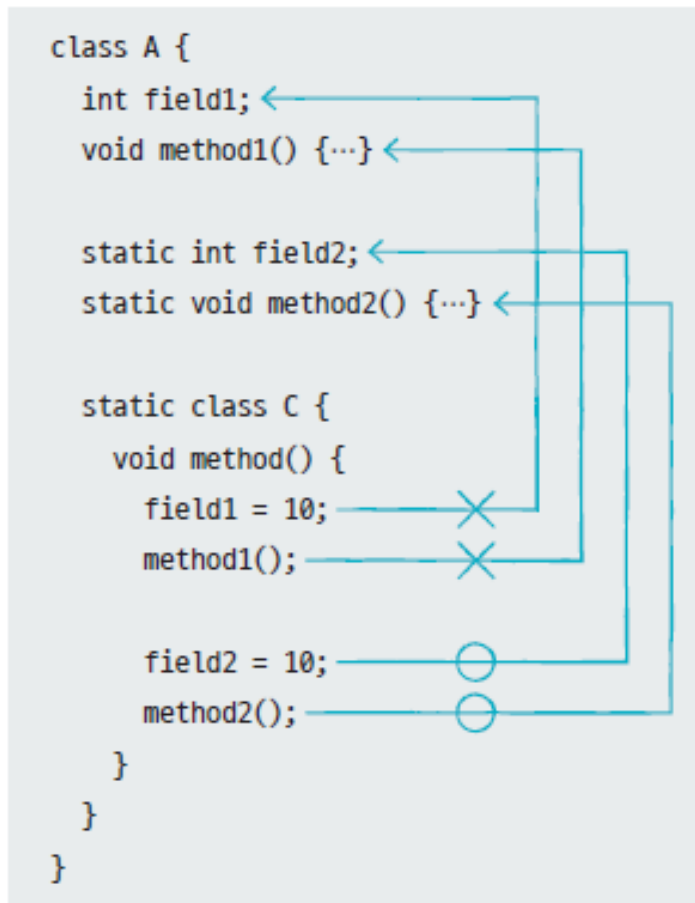 class A {
int field1;
void method1() {⋯}
static int field2;
static void method2() {⋯}
static class C {
void method() {
field1 = 10;
method1();
field2 = 10;
method2();
}
}
}